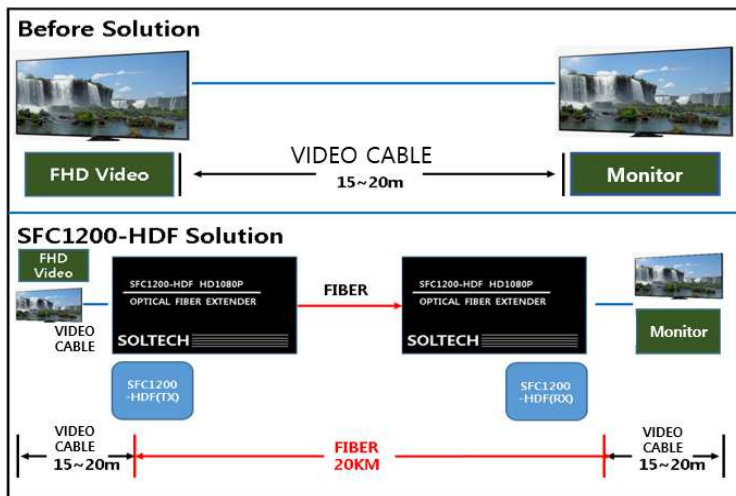 Before Solution
FHD Video
VIDEO CABLE
15~20m
Monitor
SFC1200-HDF Solution
FHD
Video
VIDEO
CABLE
SFC1200-HDF HD1080P
OPTICAL FIBER EXTENDER
SOLTECH
FIBER
SFC1200-HDF HD1080P
OPTICAL FIBER EXTENDER
SOLTECH
Monitor
SFC1200
-HDF(TX)
SFC1200
-HDF(RX)
VIDEO
CABLE
15~20m
FIBER
20KM
VIDEO
CABLE
15~20m